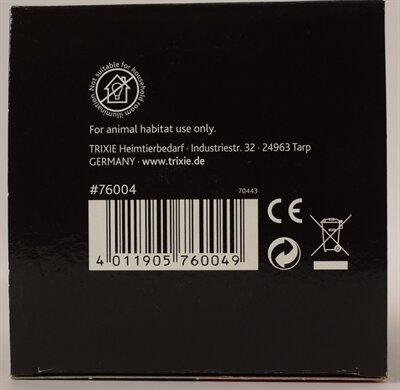 Not suitable for household room illumination
For animal habitat use only.
TRIXIE Heimtierbedarf · Industriestr. 32 · 24963 Tarp
GERMANY · www.trixie.de
#76004
70443
CE
4 011905 760049